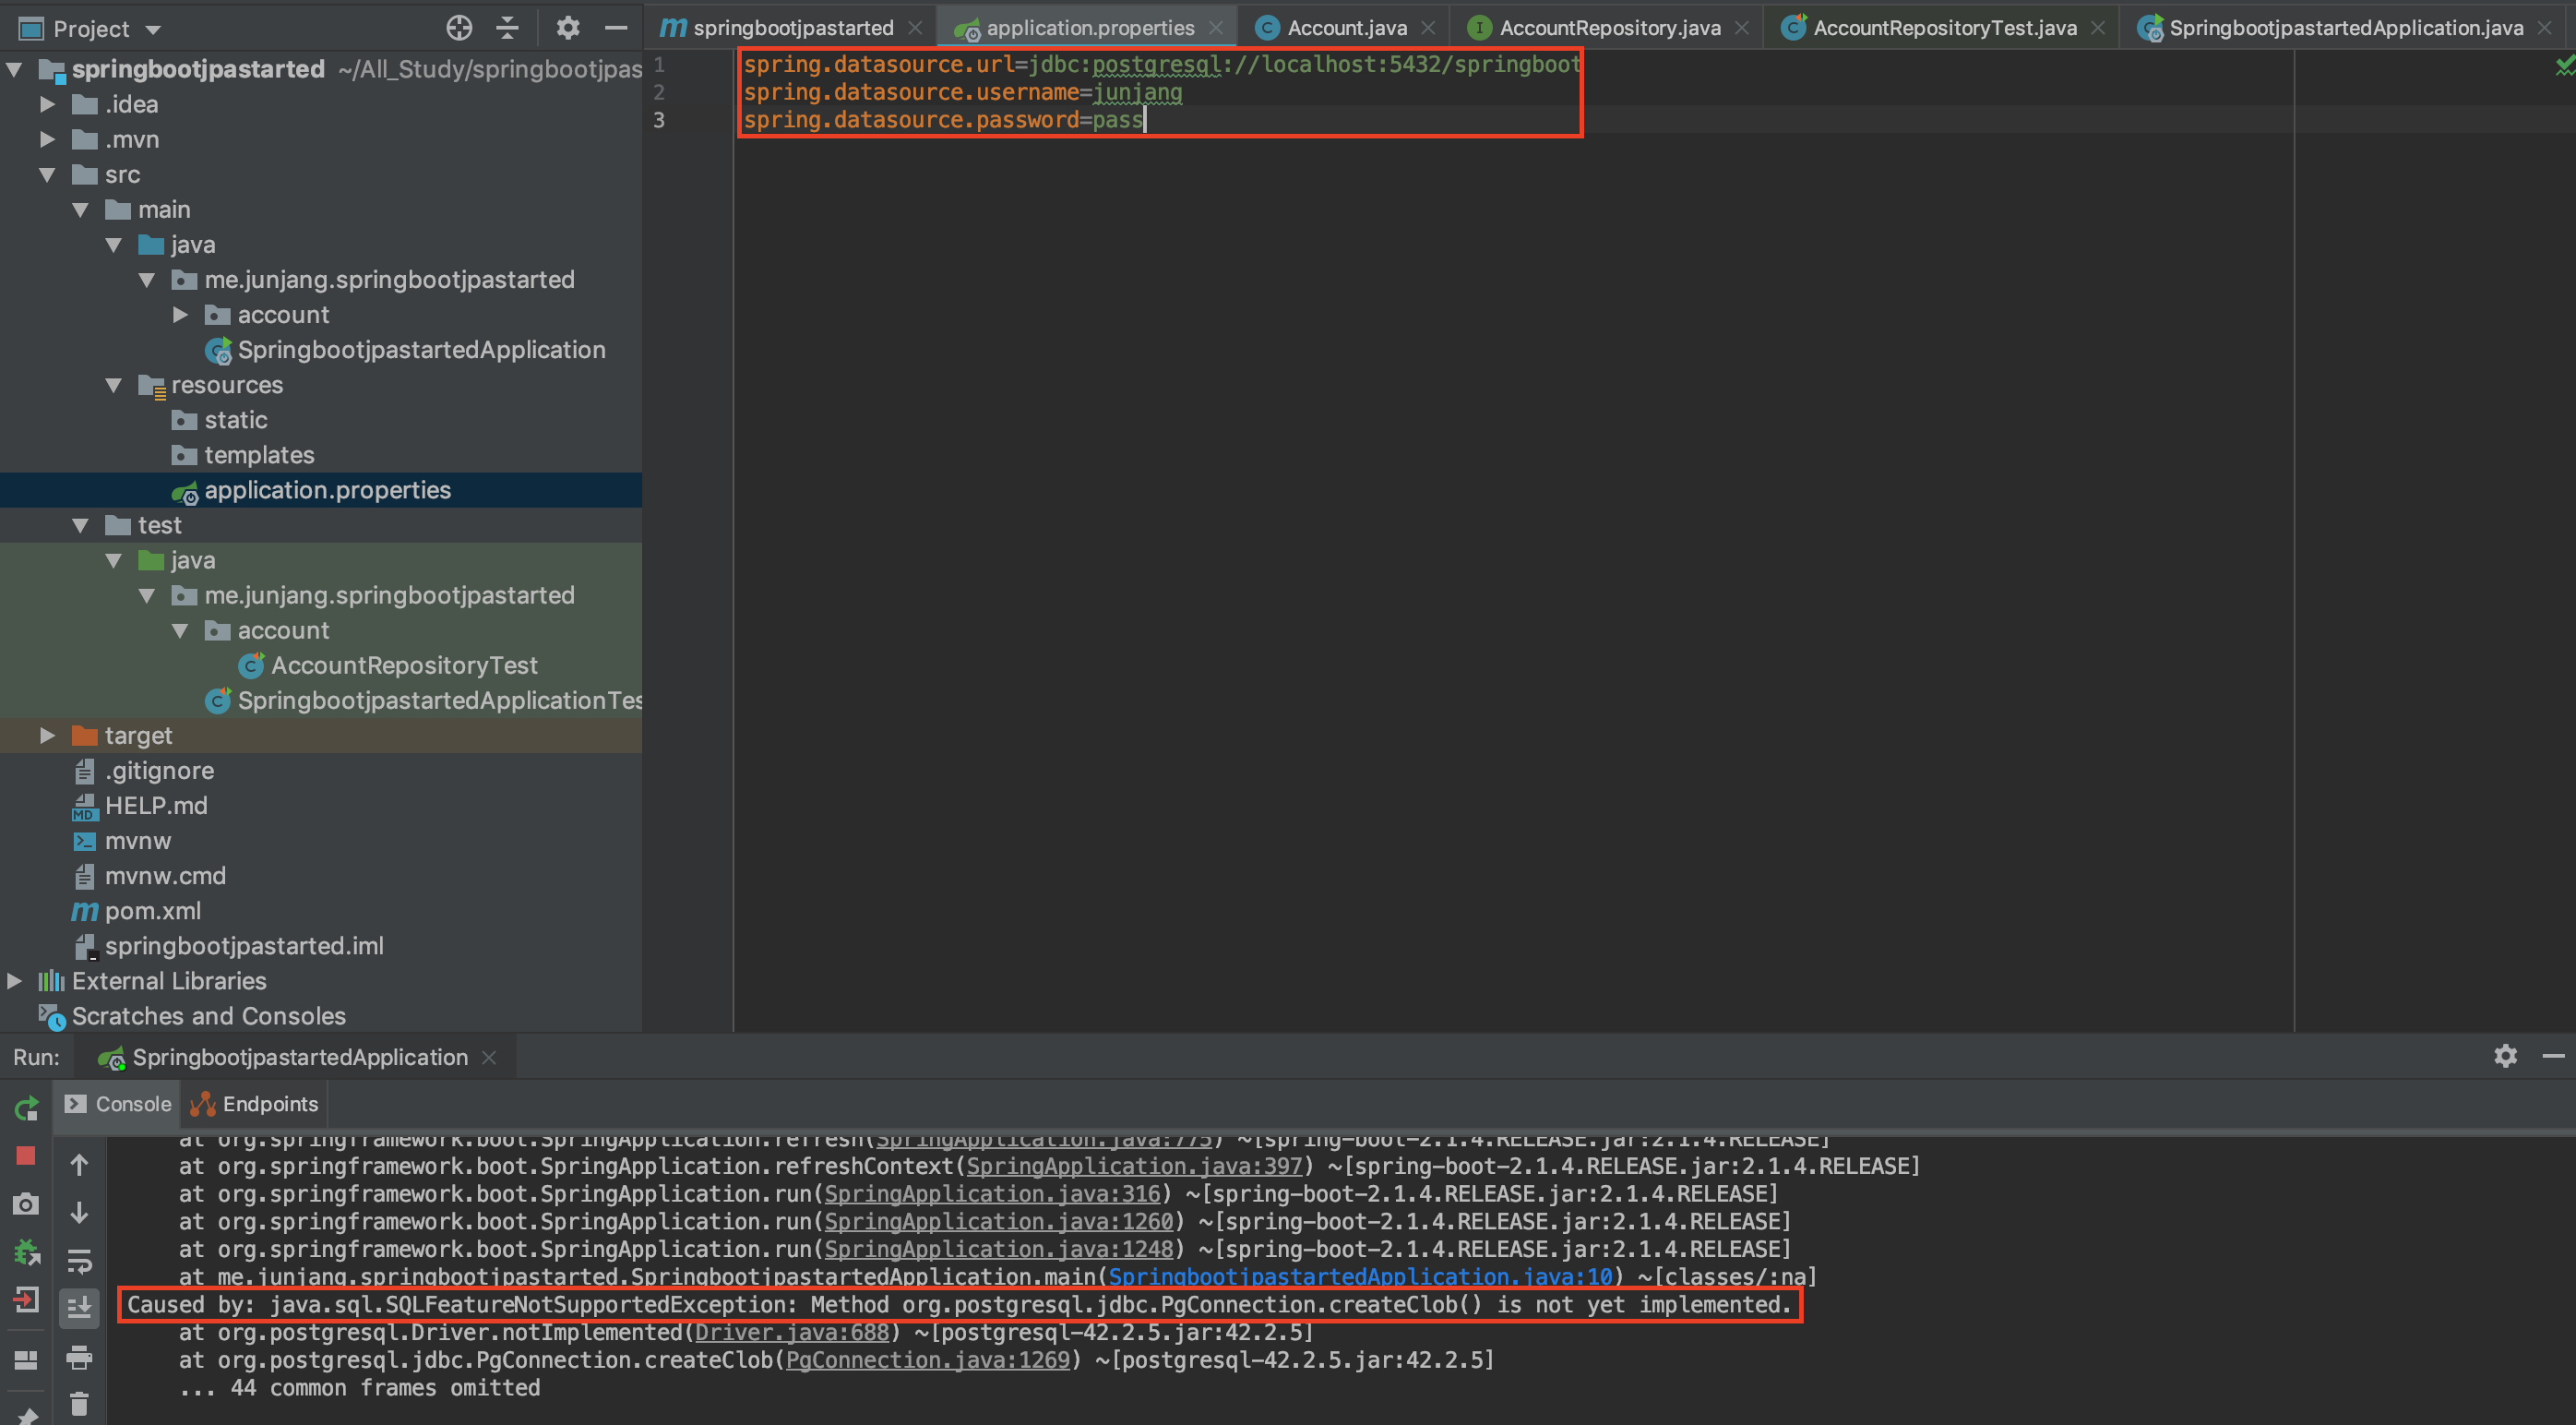 Project
springbootjpastarted
application.properties
Account.java
AccountRepository.java
AccountRepositoryTest.java
SpringbootjpastartedApplication.java
springbootjpastarted ~/All_Study/springbootjpas
.idea
.mvn
src
main
java
me.junjang.springbootjpastarted
account
SpringbootjpastartedApplication
resources
static
templates
application.properties
test
java
me.junjang.springbootjpastarted
account
AccountRepositoryTest
SpringbootjpastartedApplicationTes
target
.gitignore
HELP.md
mvnw
mvnw.cmd
pom.xml
springbootjpastarted.iml
External Libraries
Scratches and Consoles
1 spring.datasource.url=jdbc:postgresql://localhost:5432/springboot
2 spring.datasource.username=junjang
3 spring.datasource.password=pass
Run: SpringbootjpastartedApplication
Console
Endpoints
at org.springframework.boot.SpringApplication.refresh(SpringApplication.java:775) ~[spring-boot-2.1.4.RELEASE.jar:2.1.4.RELEASE]
at org.springframework.boot.SpringApplication.refreshContext(SpringApplication.java:397) ~[spring-boot-2.1.4.RELEASE.jar:2.1.4.RELEASE]
at org.springframework.boot.SpringApplication.run(SpringApplication.java:316) ~[spring-boot-2.1.4.RELEASE.jar:2.1.4.RELEASE]
at org.springframework.boot.SpringApplication.run(SpringApplication.java:1260) ~[spring-boot-2.1.4.RELEASE.jar:2.1.4.RELEASE]
at org.springframework.boot.SpringApplication.run(SpringApplication.java:1248) ~[spring-boot-2.1.4.RELEASE.jar:2.1.4.RELEASE]
at me.junjang.springbootjpastarted.SpringbootjpastartedApplication.main(SpringbootjpastartedApplication.java:10) ~[classes/:na]
Caused by: java.sql.SQLFeatureNotSupportedException: Method org.postgresql.jdbc.PgConnection.createClob() is not yet implemented.
at org.postgresql.Driver.notImplemented(Driver.java:688) ~[postgresql-42.2.5.jar:42.2.5]
at org.postgresql.jdbc.PgConnection.createClob(PgConnection.java:1269) ~[postgresql-42.2.5.jar:42.2.5]
... 44 common frames omitted